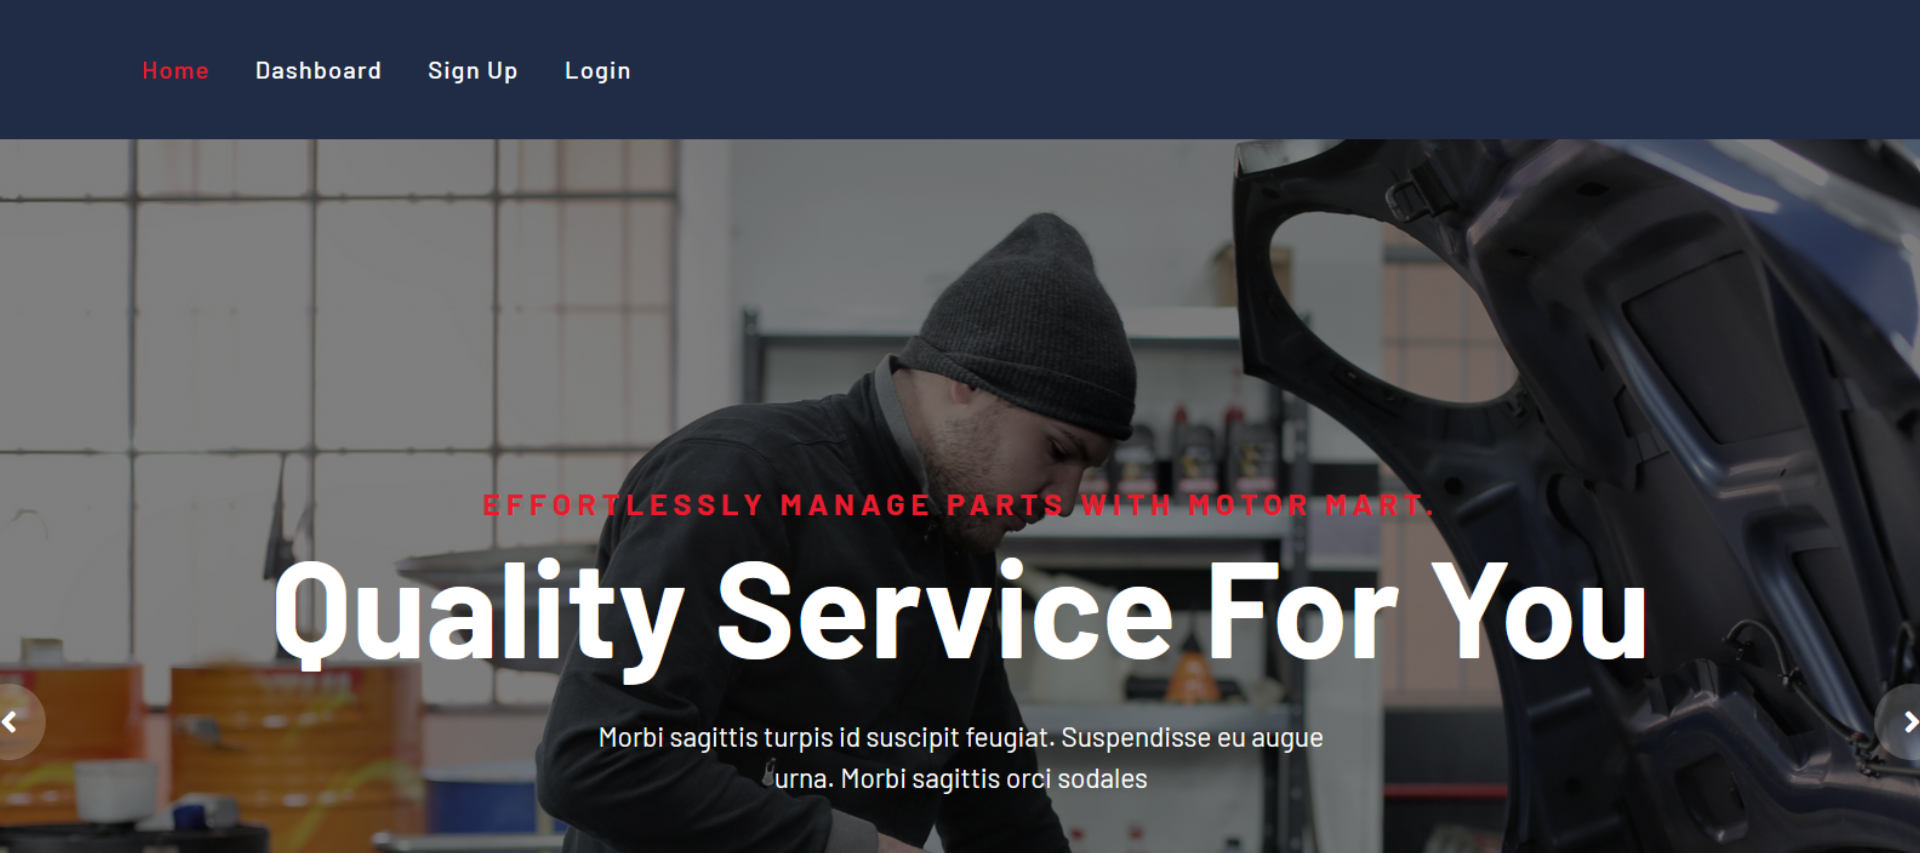 Home Dashboard Sign Up Login
EFFORTLESSLY MANAGE PARTS WITH MOTOR MART.
Quality Service For You
Morbi sagittis turpis id suscipit feugiat. Suspendisse eu augue
urna. Morbi sagittis orci sodales